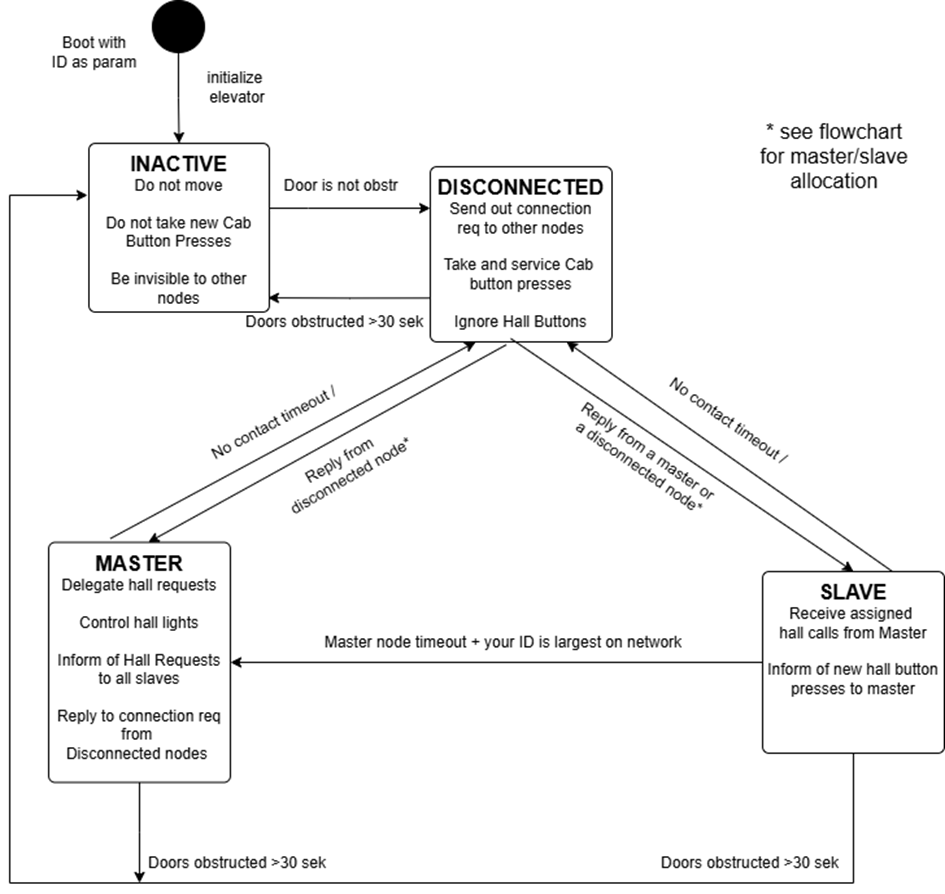 Boot with
ID as param
initialize
elevator
* see flowchart
for master/slave
allocation
INACTIVE
Do not move
Do not take new Cab
Button Presses
Be invisible to other
nodes
Door is not obstr
DISCONNECTED
Send out connection
req to other nodes
Take and service Cab
button presses
Ignore Hall Buttons
Doors obstructed >30 sek
No contact timeout /
Reply from
disconnected node*
Reply from a master or
a disconnected node*
No contact timeout /
MASTER
Delegate hall requests
Control hall lights
Inform of Hall Requests
to all slaves
Reply to connection req
from
Disconnected nodes
Master node timeout + your ID is largest on network
SLAVE
Receive assigned
hall calls from Master
Inform of new hall button
presses to master
Doors obstructed >30 sek
Doors obstructed >30 sek